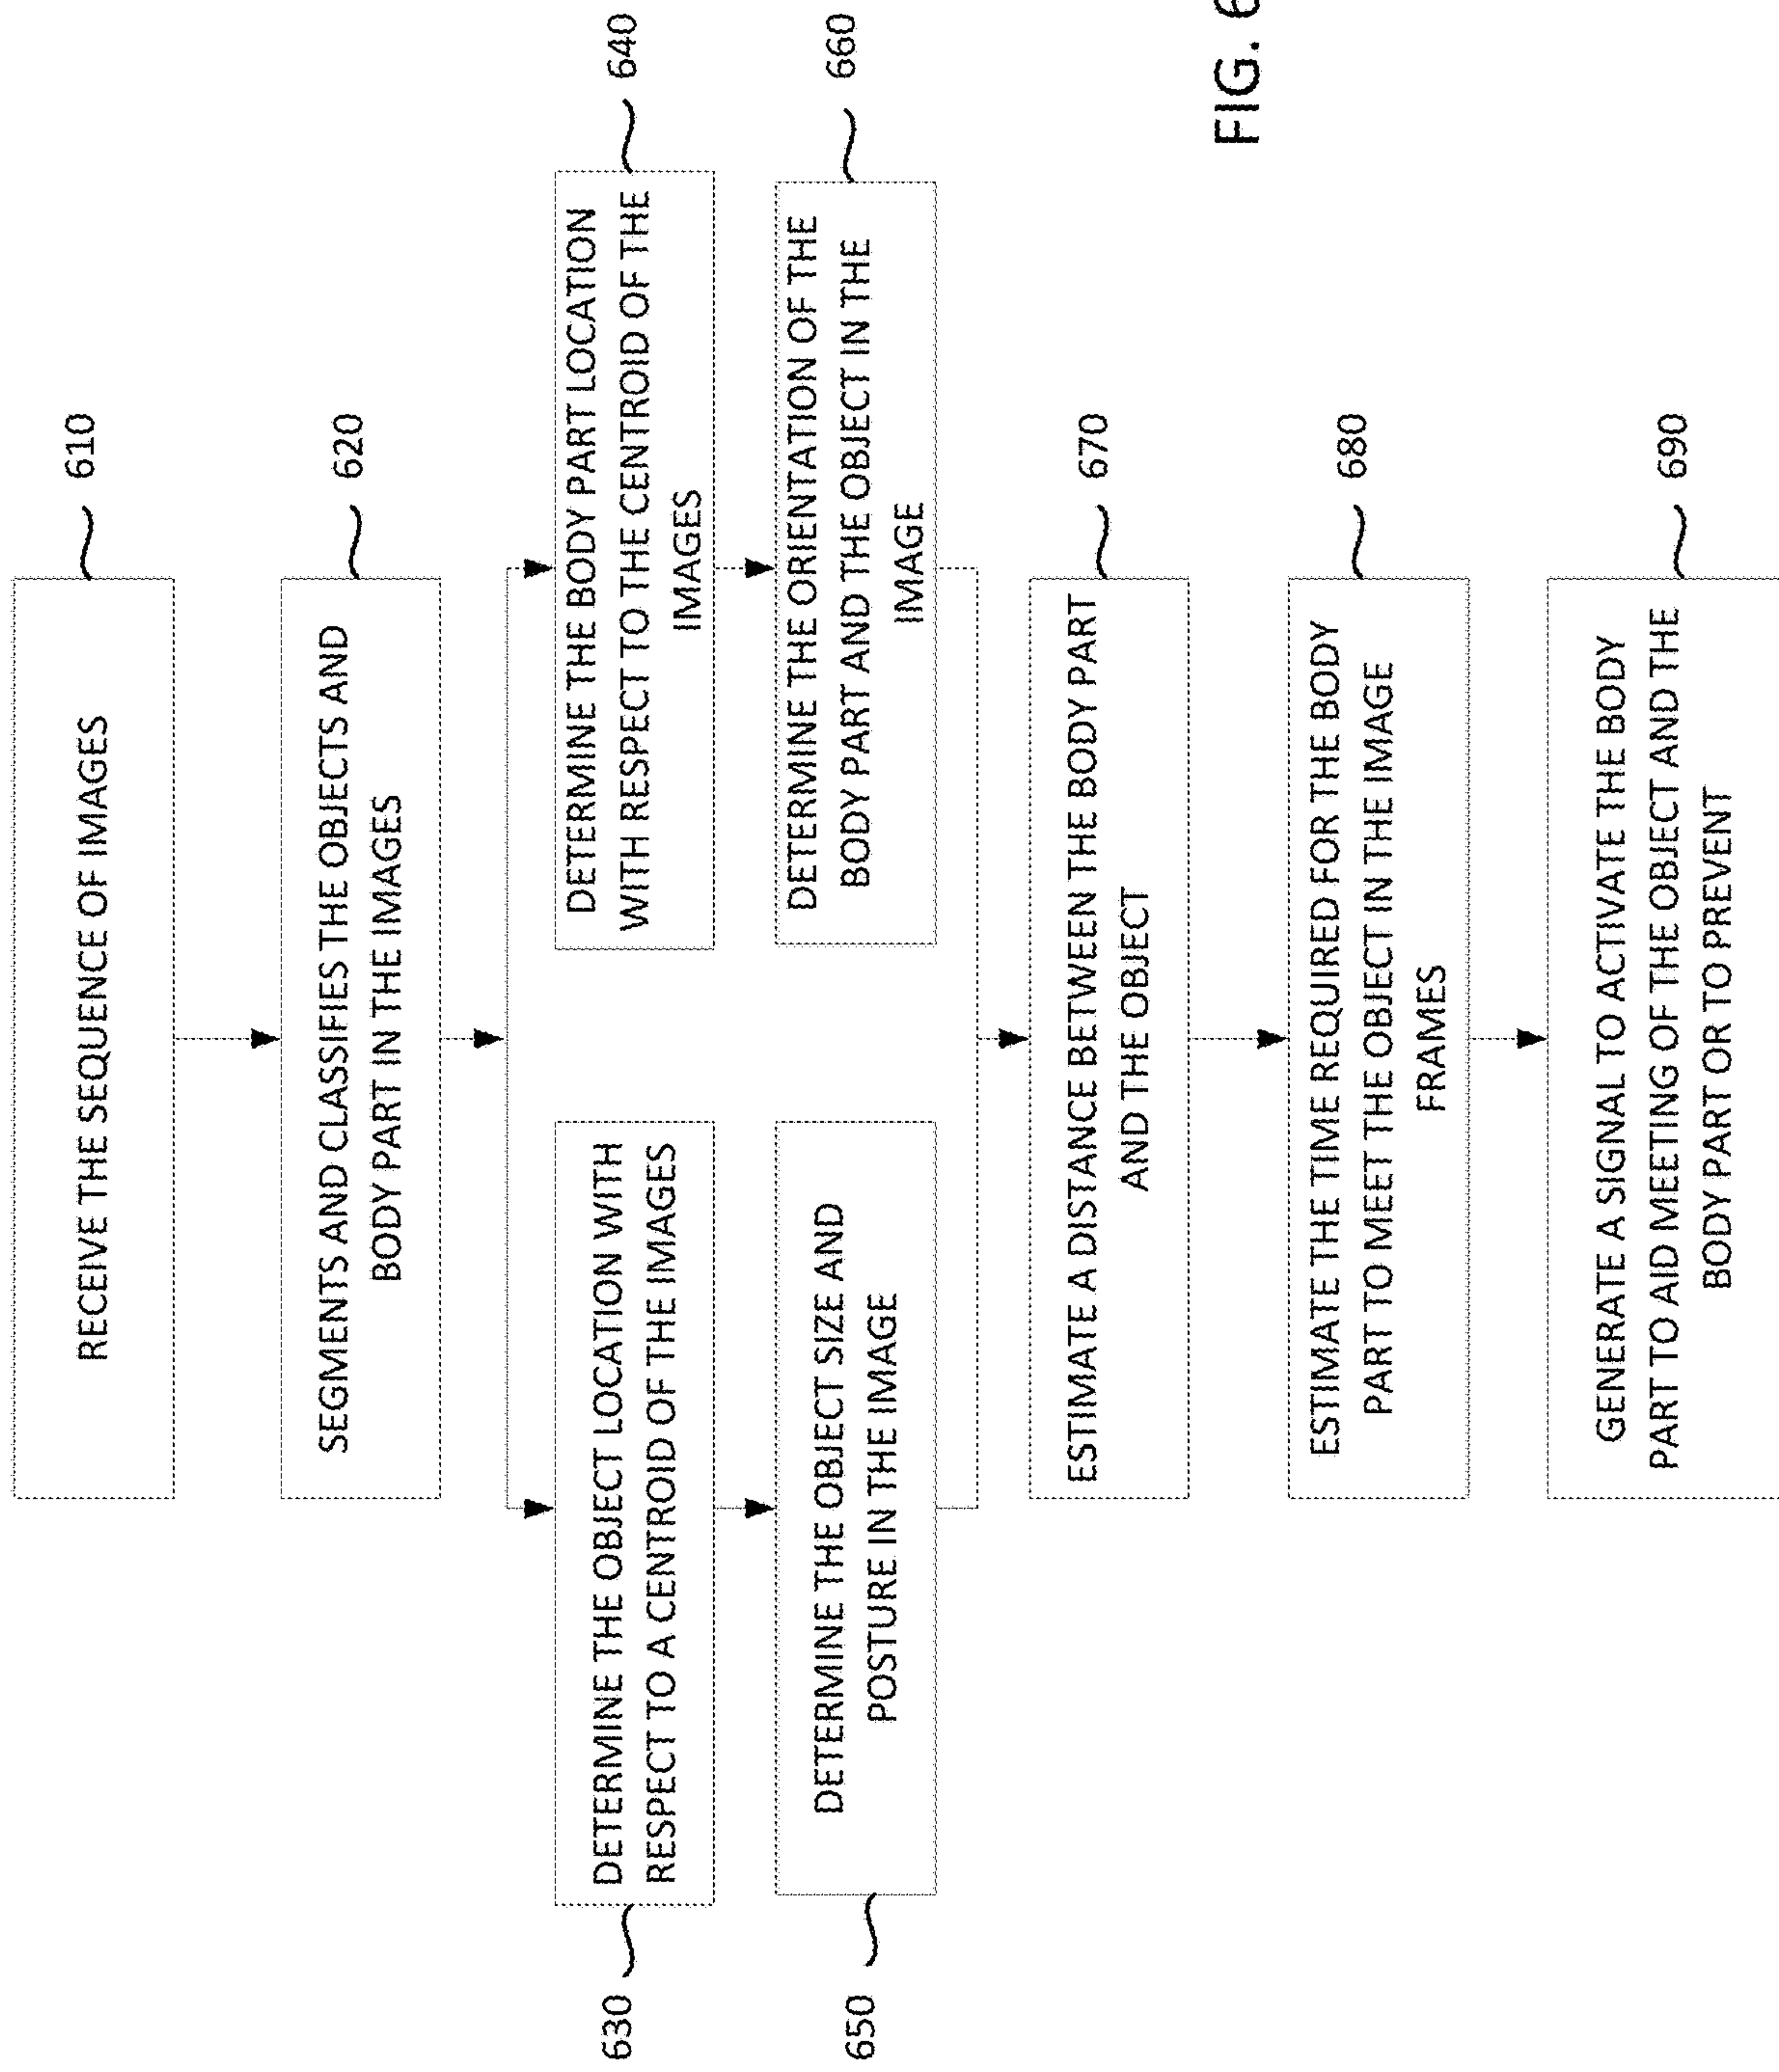 RECEIVE THE SEQUENCE OF IMAGES
610
SEGMENTS AND CLASSIFIES THE OBJECTS AND
BODY PART IN THE IMAGES
620
630
DETERMINE THE OBJECT LOCATION WITH
RESPECT TO A CENTROID OF THE IMAGES
DETERMINE THE BODY PART LOCATION
WITH RESPECT TO THE CENTROID OF THE
IMAGES
640
650
DETERMINE THE OBJECT SIZE AND
POSTURE IN THE IMAGE
DETERMINE THE ORIENTATION OF THE
BODY PART AND THE OBJECT IN THE
IMAGE
660
ESTIMATE A DISTANCE BETWEEN THE BODY PART
AND THE OBJECT
670
ESTIMATE THE TIME REQUIRED FOR THE BODY
PART TO MEET THE OBJECT IN THE IMAGE
FRAMES
680
GENERATE A SIGNAL TO ACTIVATE THE BODY
PART TO AID MEETING OF THE OBJECT AND THE
BODY PART OR TO PREVENT
690
FIG. 6